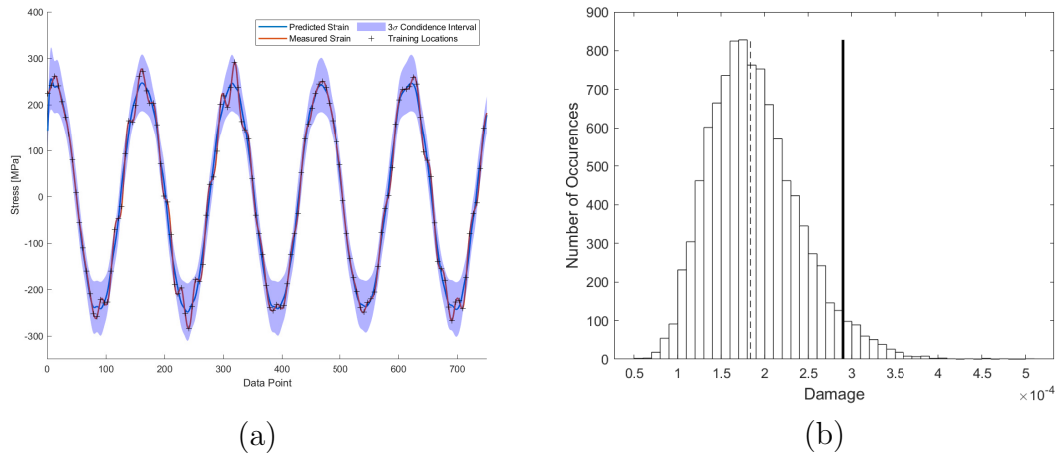 Predicted Strain
3σ Condidence Interval
Measured Strain
Training Locations
400
300
200
100
0
-100
-200
-300
Stress [MPa]
0 100 200 300 400 500 600 700
Data Point
(a)
900
800
700
600
500
400
300
200
100
0
Number of Occurences
0.5 1 1.5 2 2.5 3 3.5 4 4.5 5
Damage
×10⁻⁴
(b)